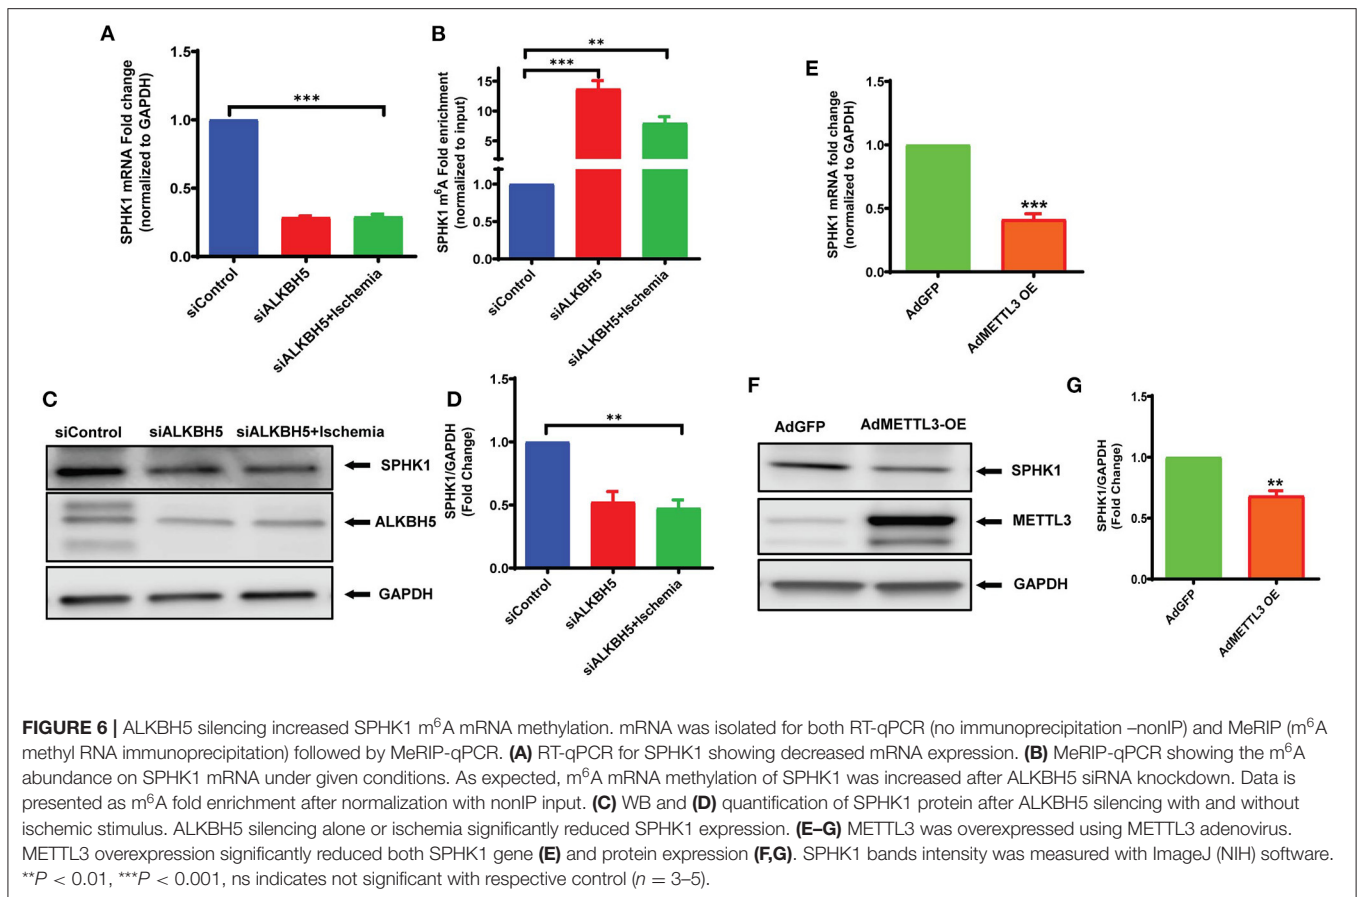 A
1.5
1.0
0.5
0.0
SPHK1 mRNA Fold change
(normalized to GAPDH)
***
siControl
siALKBH5
siALKBH5+Ischemia
B
15
10
5
1.0
0.5
0.0
SPHK1 m⁶A Fold enrichment
(normalized to input)
**
***
siControl
siALKBH5
siALKBH5+Ischemia
E
1.5
1.0
0.5
0.0
SPHK1 mRNA fold change
(normalized to GAPDH)
***
AdGFP
AdMETTL3 OE
C
siControl siALKBH5 siALKBH5+Ischemia
SPHK1
ALKBH5
GAPDH
D
1.5
1.0
0.5
0.0
SPHK1/GAPDH
(Fold Change)
**
siControl
siALKBH5
siALKBH5+Ischemia
F
AdGFP AdMETTL3-OE
SPHK1
METTL3
GAPDH
G
1.5
1.0
0.5
0.0
SPHK1/GAPDH
(Fold Change)
**
AdGFP
AdMETTL3 OE
FIGURE 6 | ALKBH5 silencing increased SPHK1 m⁶A mRNA methylation. mRNA was isolated for both RT-qPCR (no immunoprecipitation –nonIP) and MeRIP (m⁶A
methyl RNA immunoprecipitation) followed by MeRIP-qPCR. (A) RT-qPCR for SPHK1 showing decreased mRNA expression. (B) MeRIP-qPCR showing the m⁶A
abundance on SPHK1 mRNA under given conditions. As expected, m⁶A mRNA methylation of SPHK1 was increased after ALKBH5 siRNA knockdown. Data is
presented as m⁶A fold enrichment after normalization with nonIP input. (C) WB and (D) quantification of SPHK1 protein after ALKBH5 silencing with and without
ischemic stimulus. ALKBH5 silencing alone or ischemia significantly reduced SPHK1 expression. (E–G) METTL3 was overexpressed using METTL3 adenovirus.
METTL3 overexpression significantly reduced both SPHK1 gene (E) and protein expression (F,G). SPHK1 bands intensity was measured with ImageJ (NIH) software.
**P < 0.01, ***P < 0.001, ns indicates not significant with respective control (n = 3–5).